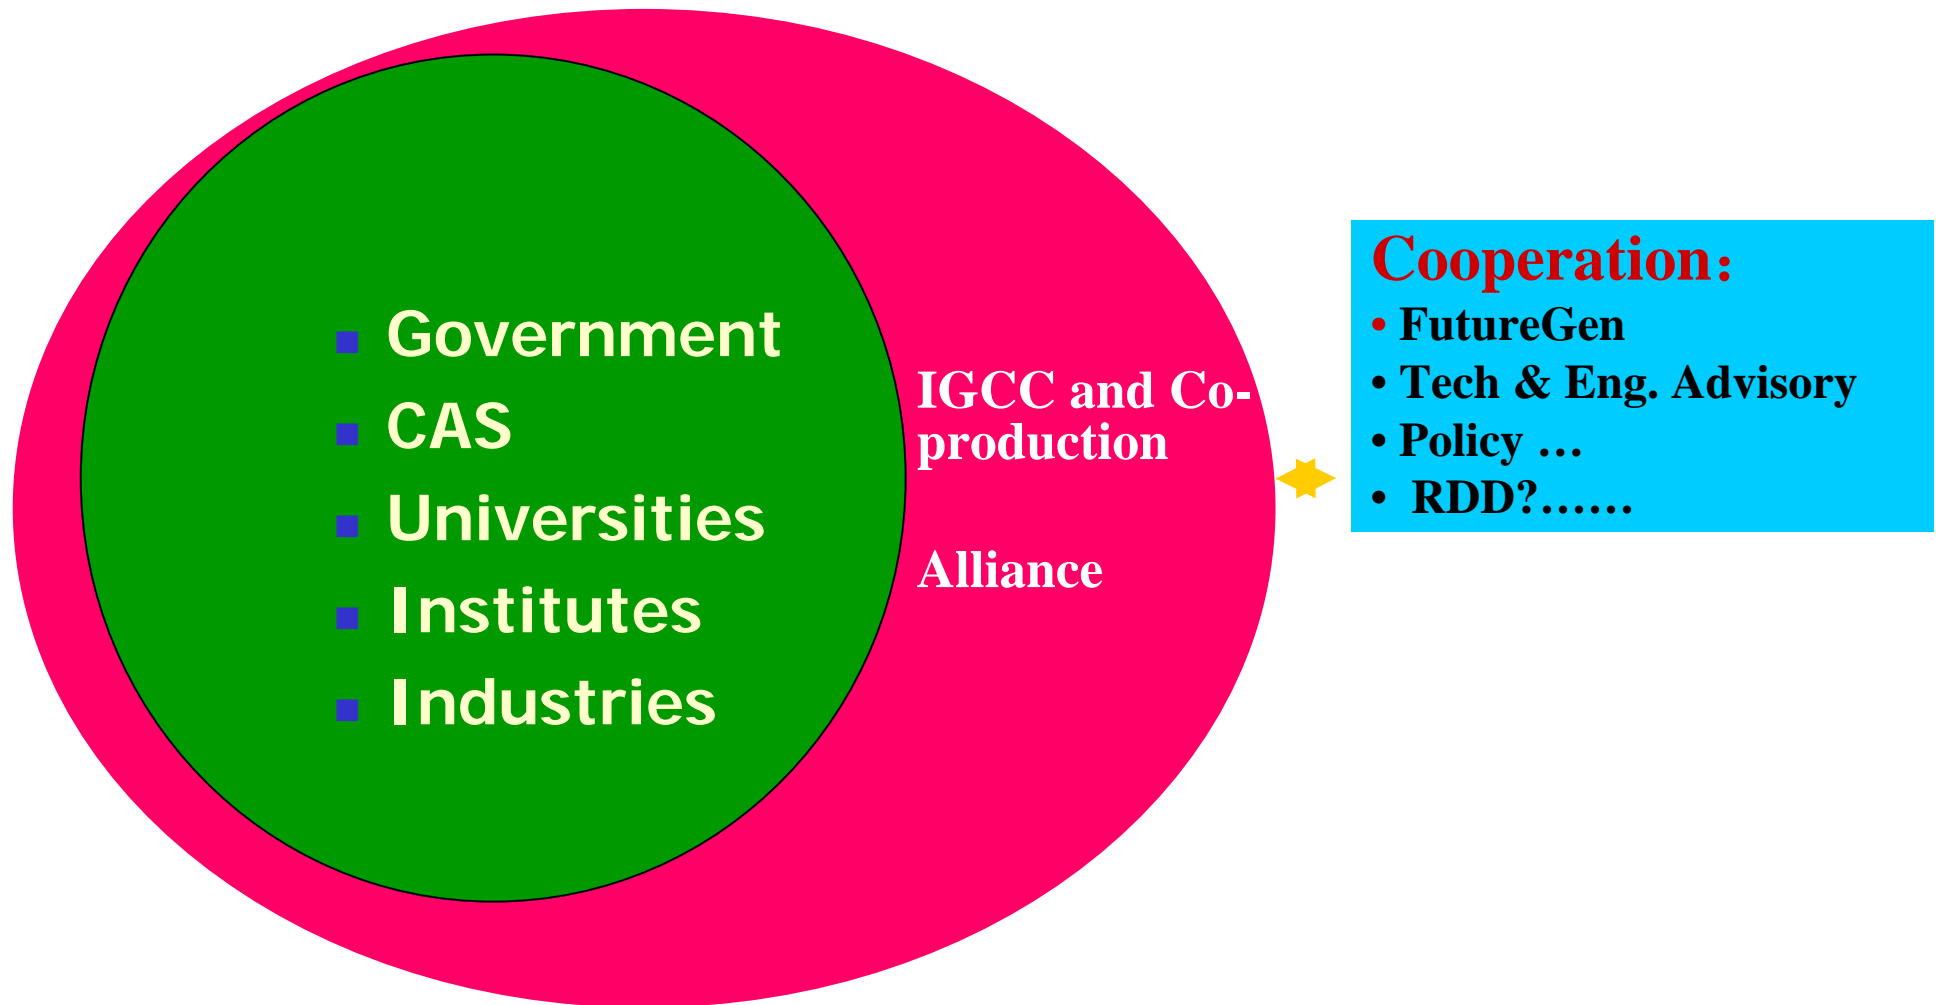 ▪ Government
▪ CAS
▪ Universities
▪ Institutes
▪ Industries
IGCC and Co-
production
Alliance
Cooperation：
• FutureGen
• Tech & Eng. Advisory
• Policy …
• RDD?……